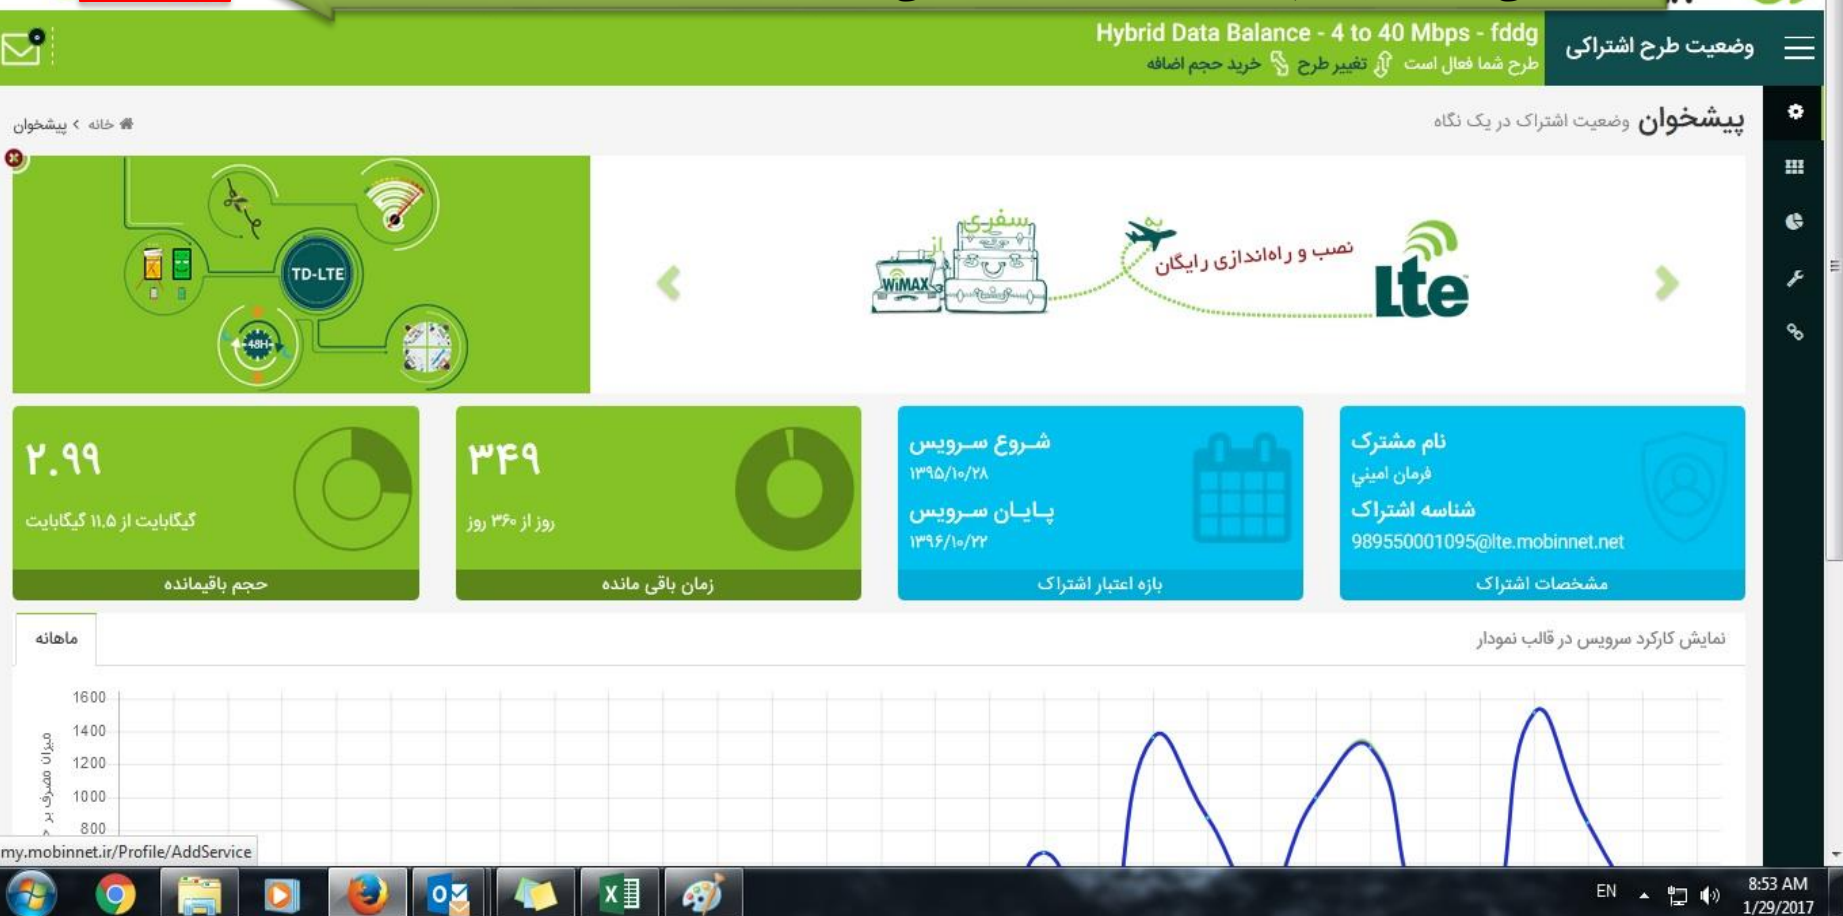 وضعیت طرح اشتراکی
Hybrid Data Balance - 4 to 40 Mbps - fddg
طرح شما فعال است تغییر طرح خرید حجم اضافه
پیشخوان وضعیت اشتراک در یک نگاه
خانه > پیشخوان
نصب و راه‌اندازی رایگان
سفری
از
به
WiMAX
Lte
TD-LTE
48H
نام مشترک
فرمان اميني
شناسه اشتراک
989550001095@lte.mobinnet.net
مشخصات اشتراک
شـروع سـرویس
۱۳۹۵/۱۰/۲۸
پـایـان سـرویس
۱۳۹۶/۱۰/۲۲
بازه اعتبار اشتراک
۳۴۹
روز از ۳۶۰ روز
زمان باقی مانده
۲.۹۹
گیگابایت از ۱۱.۵ گیگابایت
حجم باقیمانده
نمایش کارکرد سرویس در قالب نمودار
ماهانه
1600
1400
1200
1000
800
میزان مصرف بر
my.mobinnet.ir/Profile/AddService
EN
8:53 AM
1/29/2017